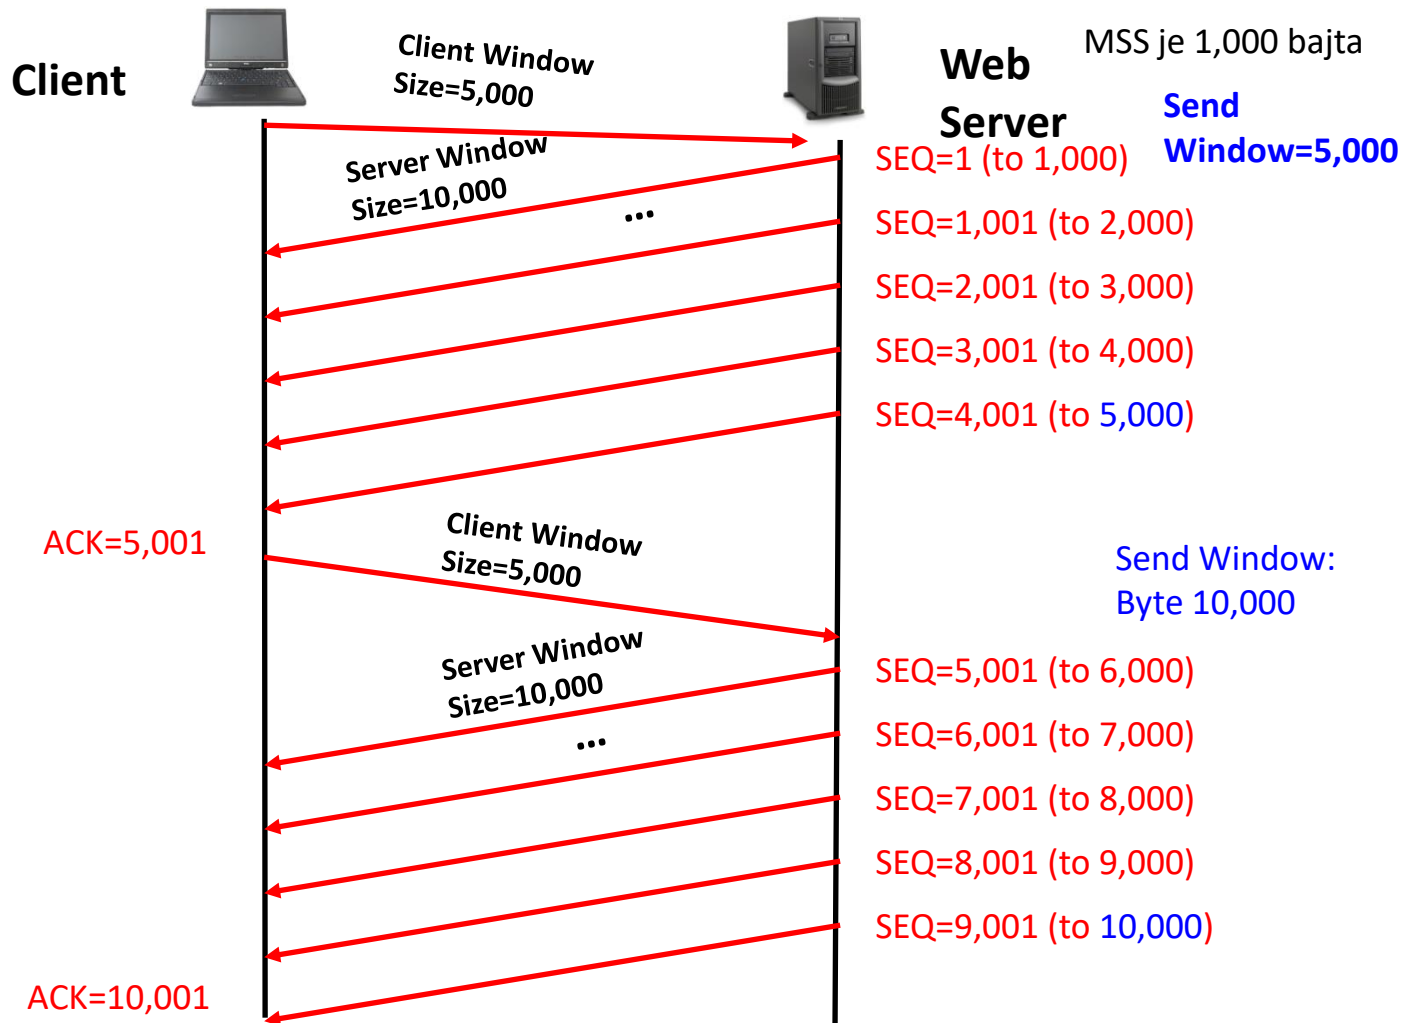 Client
Client Window
Size=5,000
Web
Server
MSS je 1,000 bajta
Send
Window=5,000
Server Window
Size=10,000
...
SEQ=1 (to 1,000)
SEQ=1,001 (to 2,000)
SEQ=2,001 (to 3,000)
SEQ=3,001 (to 4,000)
SEQ=4,001 (to 5,000)
ACK=5,001
Client Window
Size=5,000
Send Window:
Byte 10,000
Server Window
Size=10,000
...
SEQ=5,001 (to 6,000)
SEQ=6,001 (to 7,000)
SEQ=7,001 (to 8,000)
SEQ=8,001 (to 9,000)
SEQ=9,001 (to 10,000)
ACK=10,001